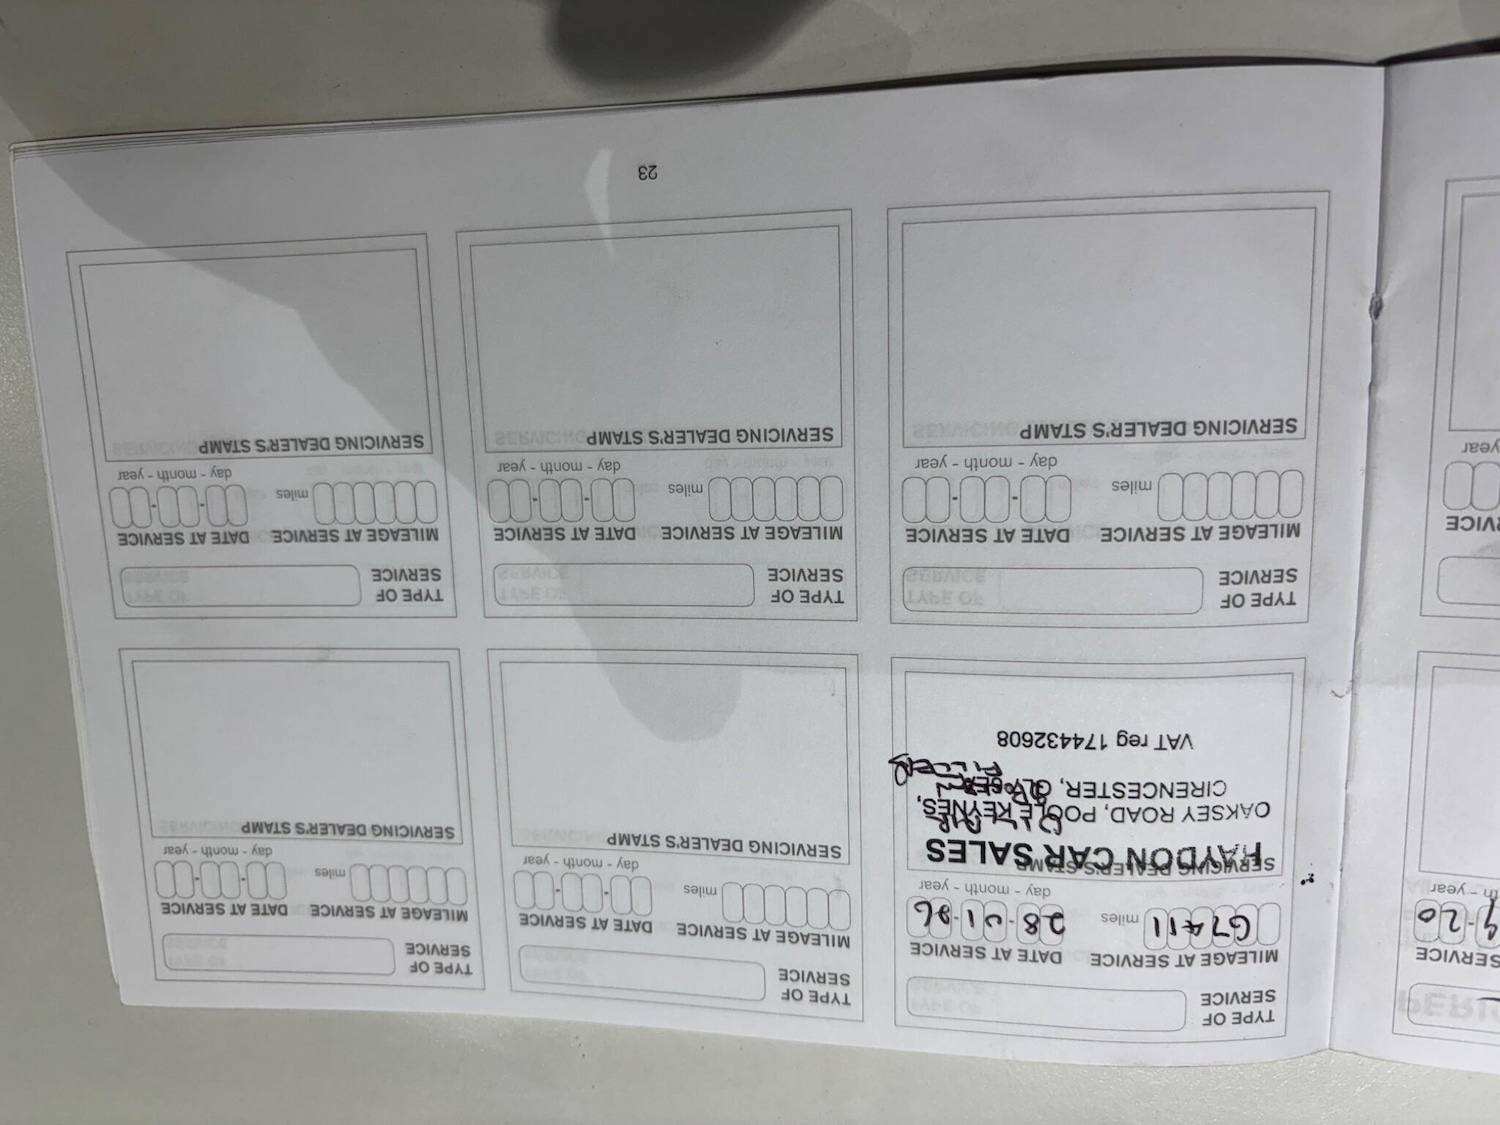 TYPE OF
SERVICE
MILEAGE AT SERVICE DATE AT SERVICE
67411 miles 28-01-26
day - month - year
SERVICING DEALER'S STAMP
HAYDON CAR SALES
OAKSEY ROAD, POOLE KEYNES,
CIRENCESTER,
VAT reg 174432608
TYPE OF
SERVICE
MILEAGE AT SERVICE DATE AT SERVICE
miles
day - month - year
SERVICING DEALER'S STAMP
TYPE OF
SERVICE
MILEAGE AT SERVICE DATE AT SERVICE
miles
day - month - year
SERVICING DEALER'S STAMP
TYPE OF
SERVICE
MILEAGE AT SERVICE DATE AT SERVICE
miles
day - month - year
SERVICING DEALER'S STAMP
TYPE OF
SERVICE
MILEAGE AT SERVICE DATE AT SERVICE
miles
day - month - year
SERVICING DEALER'S STAMP
TYPE OF
SERVICE
MILEAGE AT SERVICE DATE AT SERVICE
miles
day - month - year
SERVICING DEALER'S STAMP
23